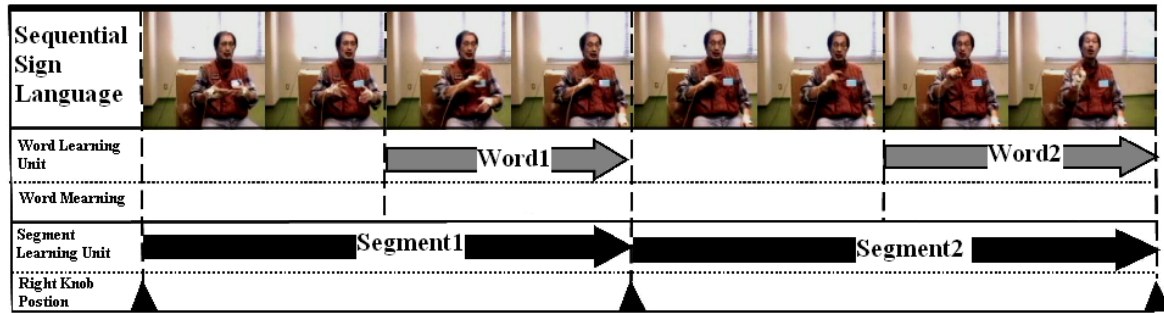 Sequential
Sign
Language
Word Learning
Unit
Word1
Word2
Word Mearning
Segment
Learning Unit
Segment1
Segment2
Right Knob
Postion